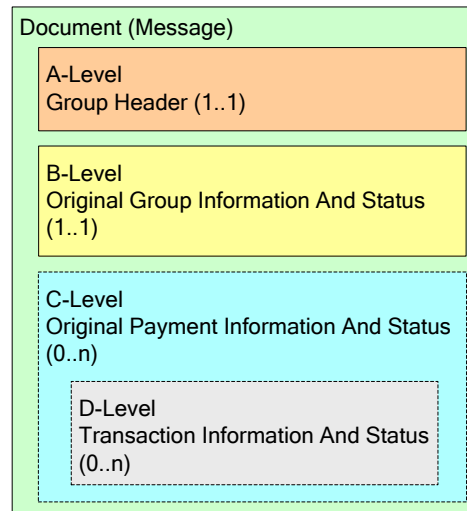 Document (Message)
A-Level
Group Header (1..1)
B-Level
Original Group Information And Status
(1..1)
C-Level
Original Payment Information And Status
(0..n)
D-Level
Transaction Information And Status
(0..n)